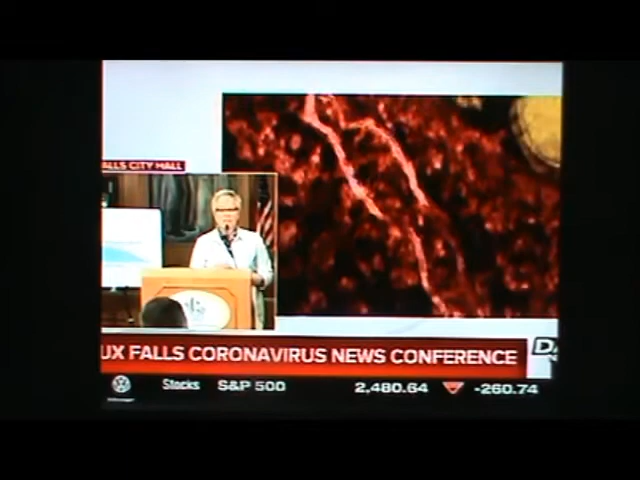 ALLS CITY HALL
UX FALLS CORONAVIRUS NEWS CONFERENCE
Stocks S&P 500 2,480.64 -260.74